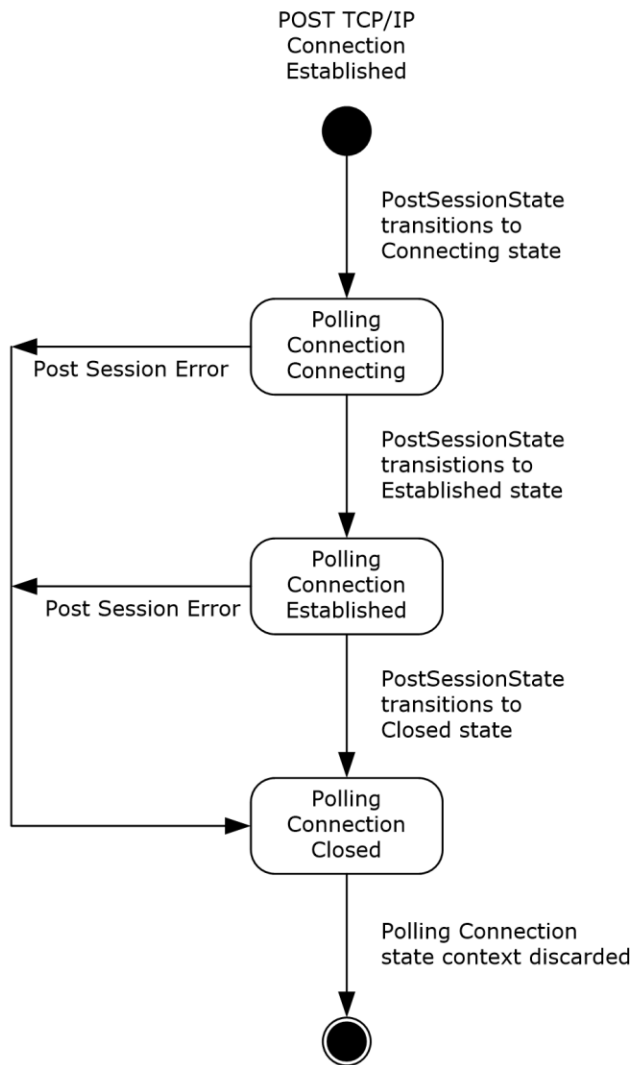 POST TCP/IP
Connection
Established
PostSessionState
transitions to
Connecting state
Polling
Connection
Connecting
Post Session Error
PostSessionState
transistions to
Established state
Polling
Connection
Established
Post Session Error
PostSessionState
transitions to
Closed state
Polling
Connection
Closed
Polling Connection
state context discarded